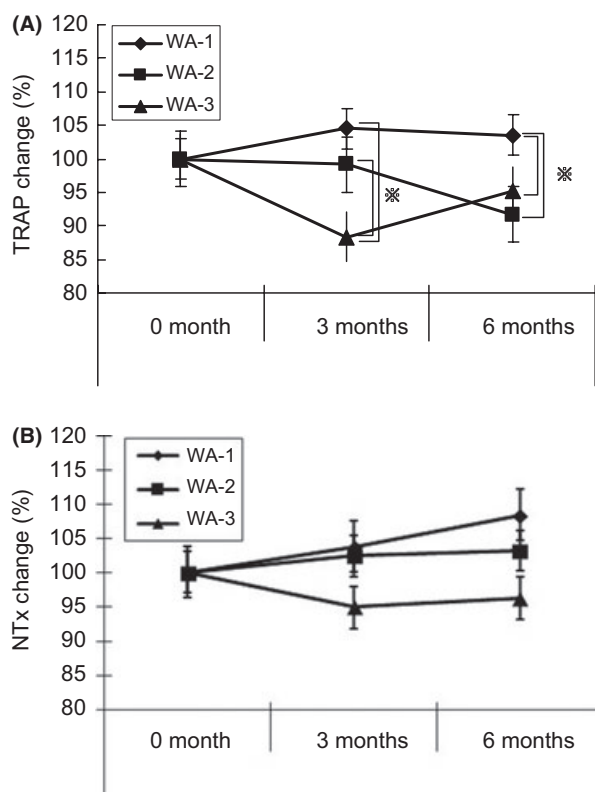 (A)
TRAP change (%)
120
115
110
105
100
95
90
85
80
WA-1
WA-2
WA-3
※
※
0 month 3 months 6 months
(B)
NTx change (%)
120
115
110
105
100
95
90
85
80
WA-1
WA-2
WA-3
0 month 3 months 6 months